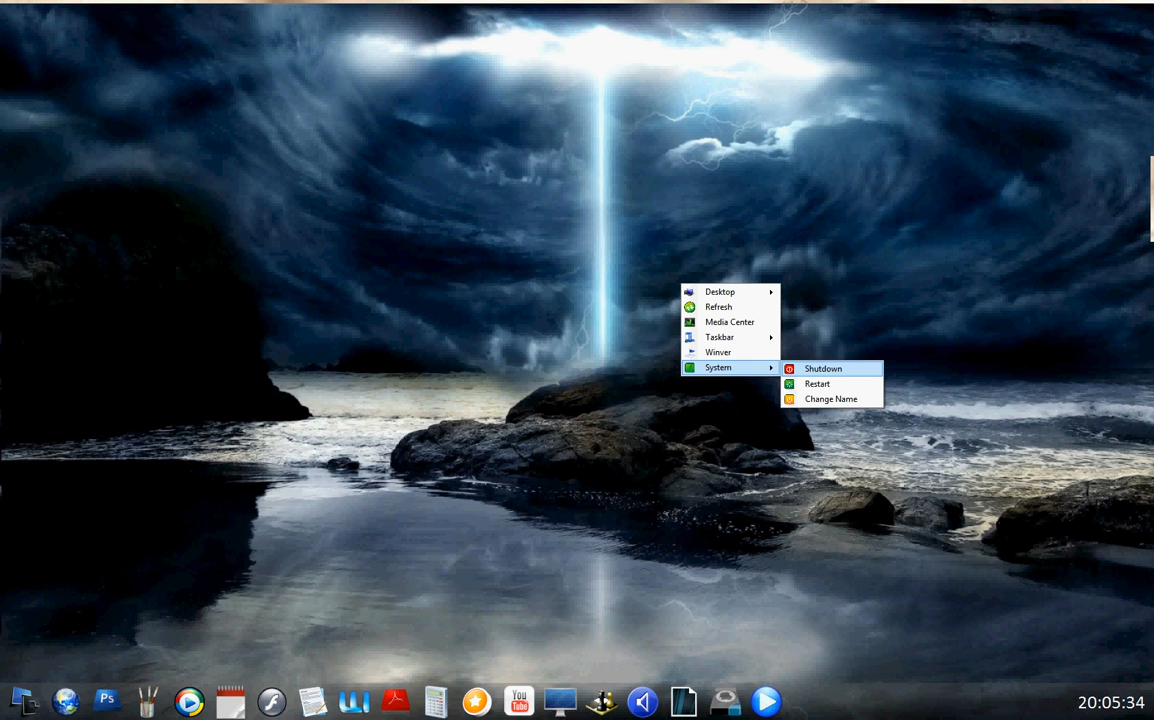 Desktop
Refresh
Media Center
Taskbar
Winver
System
Shutdown
Restart
Change Name
Ps
You
Tube
20:05:34